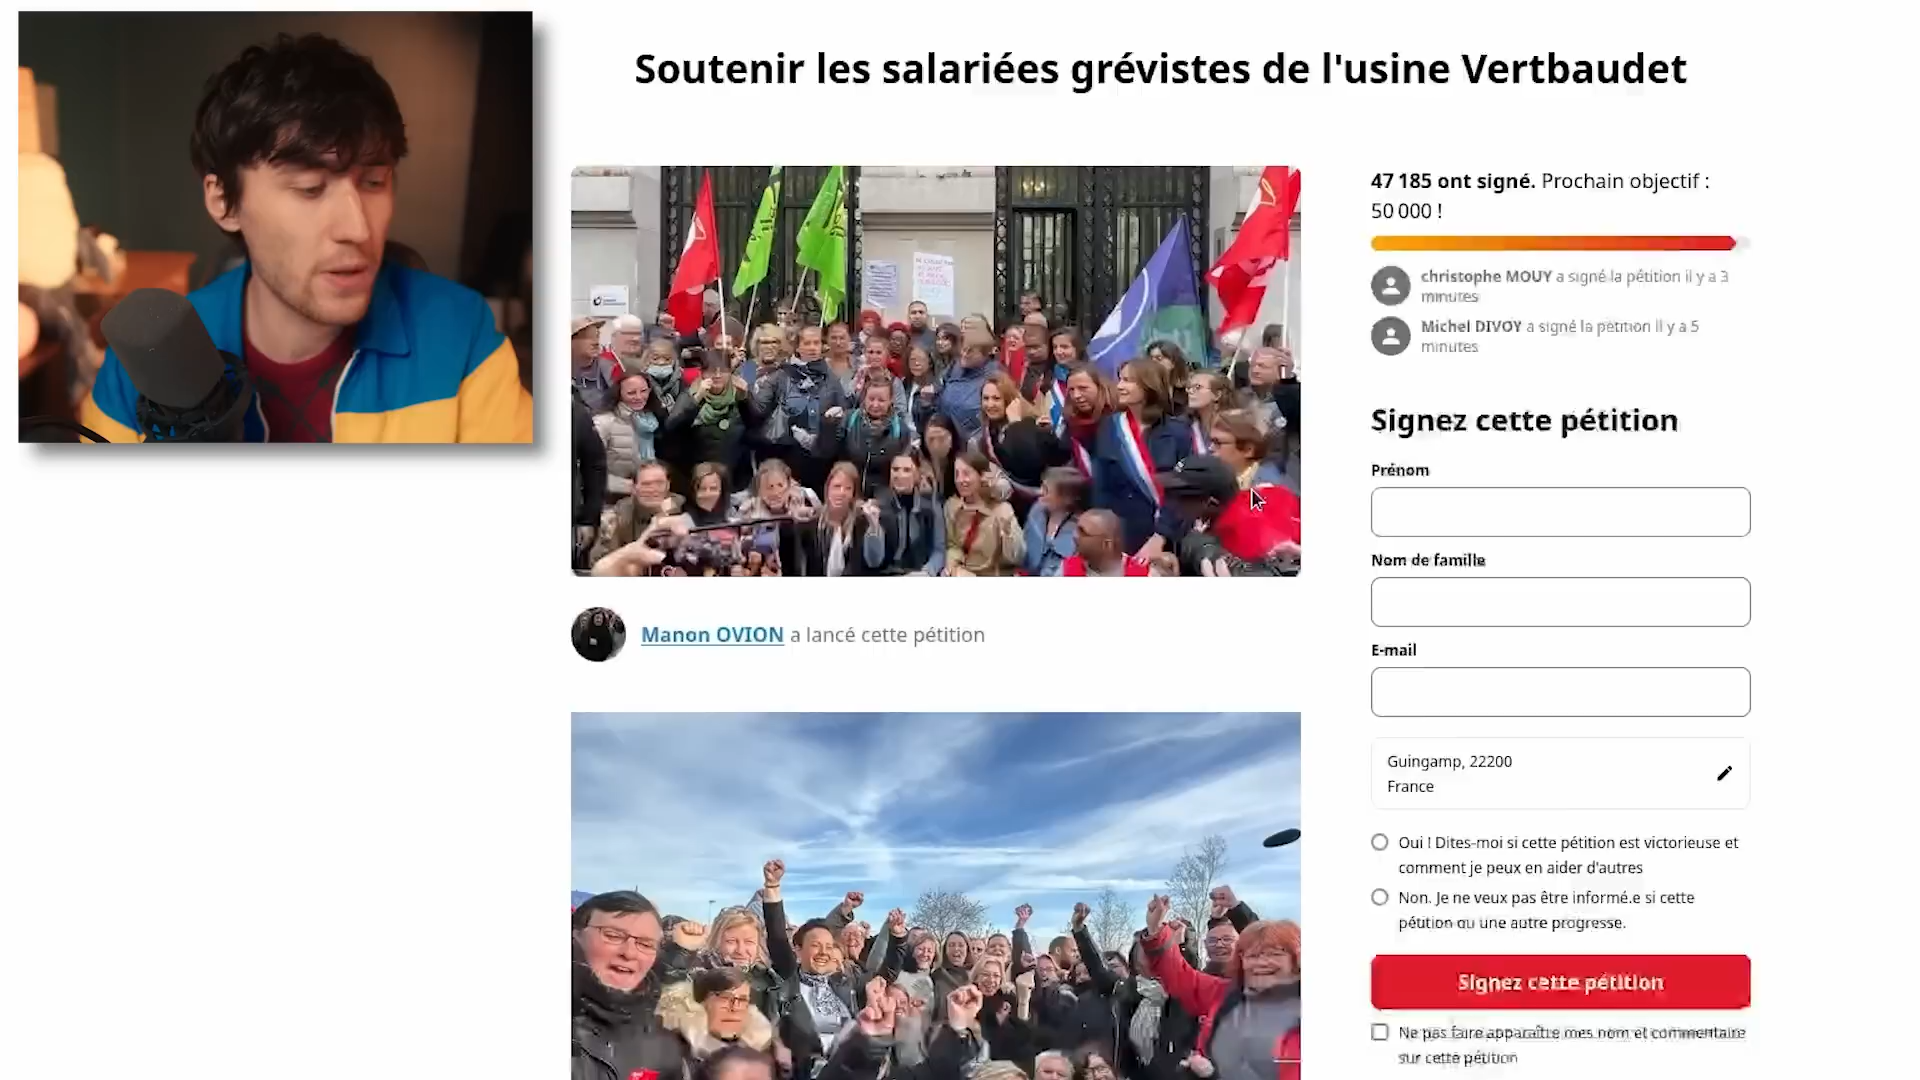 Soutenir les salariées grévistes de l'usine Vertbaudet
47 185 ont signé. Prochain objectif :
50 000 !
christophe MOUY a signé la pétition il y a 3
minutes
Michel DIVOY a signé la pétition il y a 5
minutes
Signez cette pétition
Prénom
Nom de famille
E-mail
Guingamp, 22200
France
Oui ! Dites-moi si cette pétition est victorieuse et
comment je peux en aider d'autres
Non. Je ne veux pas être informé.e si cette
pétition ou une autre progresse.
Signez cette pétition
Ne pas faire apparaître mes nom et commentaire
sur cette pétition
Manon OVION a lancé cette pétition